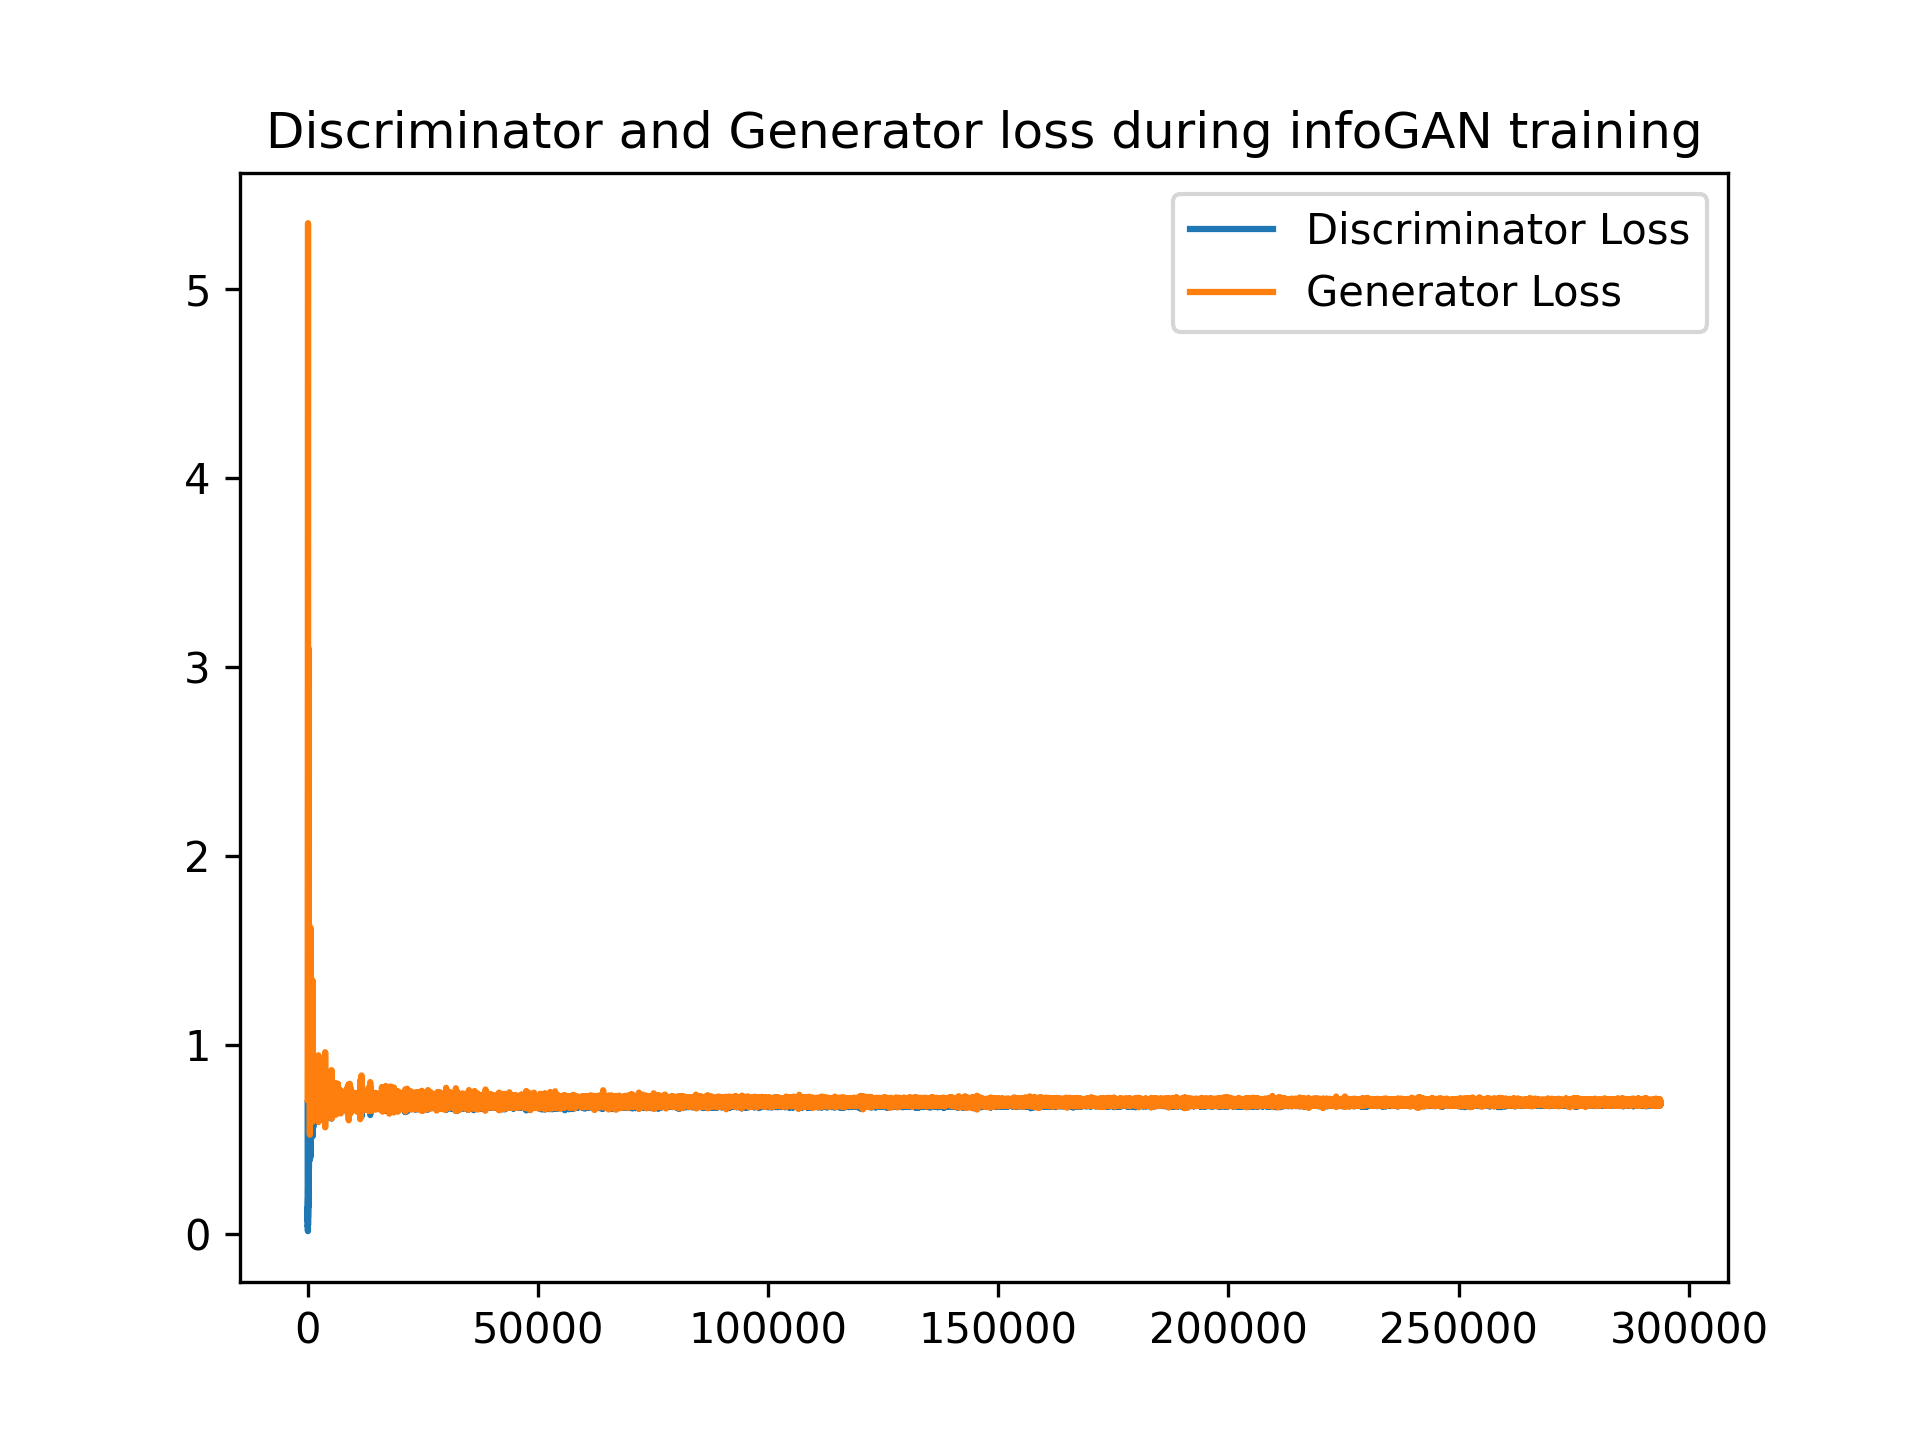 Discriminator and Generator loss during infoGAN training
Discriminator Loss
Generator Loss
5
4
3
2
1
0
0 50000 100000 150000 200000 250000 300000